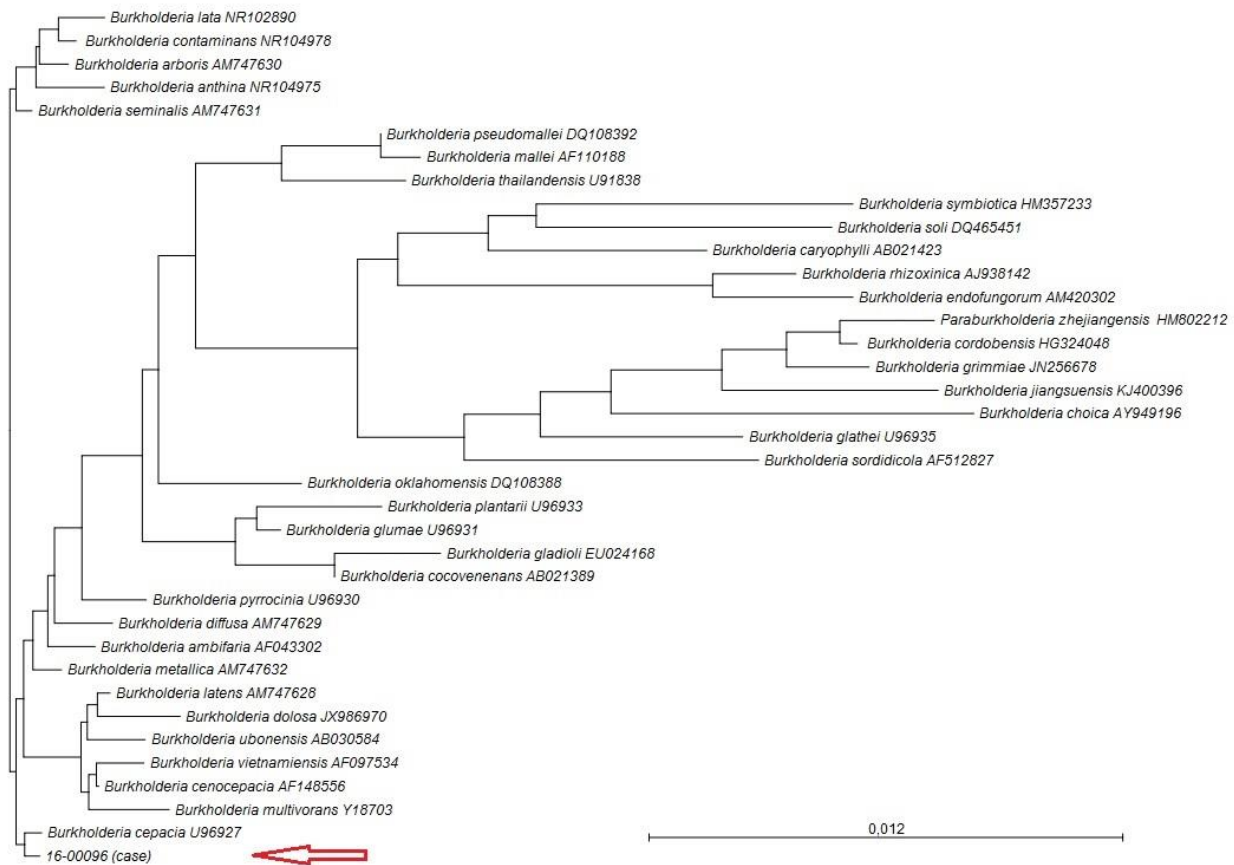 Burkholderia lata NR102890
Burkholderia contaminans NR104978
Burkholderia arboris AM747630
Burkholderia anthina NR104975
Burkholderia seminalis AM747631
Burkholderia pseudomallei DQ108392
Burkholderia mallei AF110188
Burkholderia thailandensis U91838
Burkholderia symbiotica HM357233
Burkholderia soli DQ465451
Burkholderia caryophylli AB021423
Burkholderia rhizoxinica AJ938142
Burkholderia endofungorum AM420302
Paraburkholderia zhejiangensis HM802212
Burkholderia cordobensis HG324048
Burkholderia grimmiae JN256678
Burkholderia jiangsuensis KJ400396
Burkholderia choica AY949196
Burkholderia glathei U96935
Burkholderia sordidicola AF512827
Burkholderia oklahomensis DQ108388
Burkholderia plantarii U96933
Burkholderia glumae U96931
Burkholderia gladioli EU024168
Burkholderia cocovenenans AB021389
Burkholderia pyrrocinia U96930
Burkholderia diffusa AM747629
Burkholderia ambifaria AF043302
Burkholderia metallica AM747632
Burkholderia latens AM747628
Burkholderia dolosa JX986970
Burkholderia ubonensis AB030584
Burkholderia vietnamiensis AF097534
Burkholderia cenocepacia AF148556
Burkholderia multivorans Y18703
Burkholderia cepacia U96927
0,012
16-00096 (case)